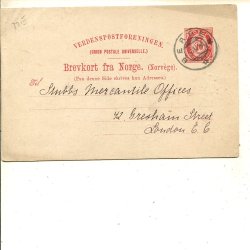 VERDENSPOSTFORENINGEN.
(UNION POSTALE UNIVERSELLE.)
Brevkort fra Norge. (Norvège).
(Paa denne Side skrives kun Adressen.)
Til
Stubbs Mercantile Offices
42 Gresham Street
London E.C